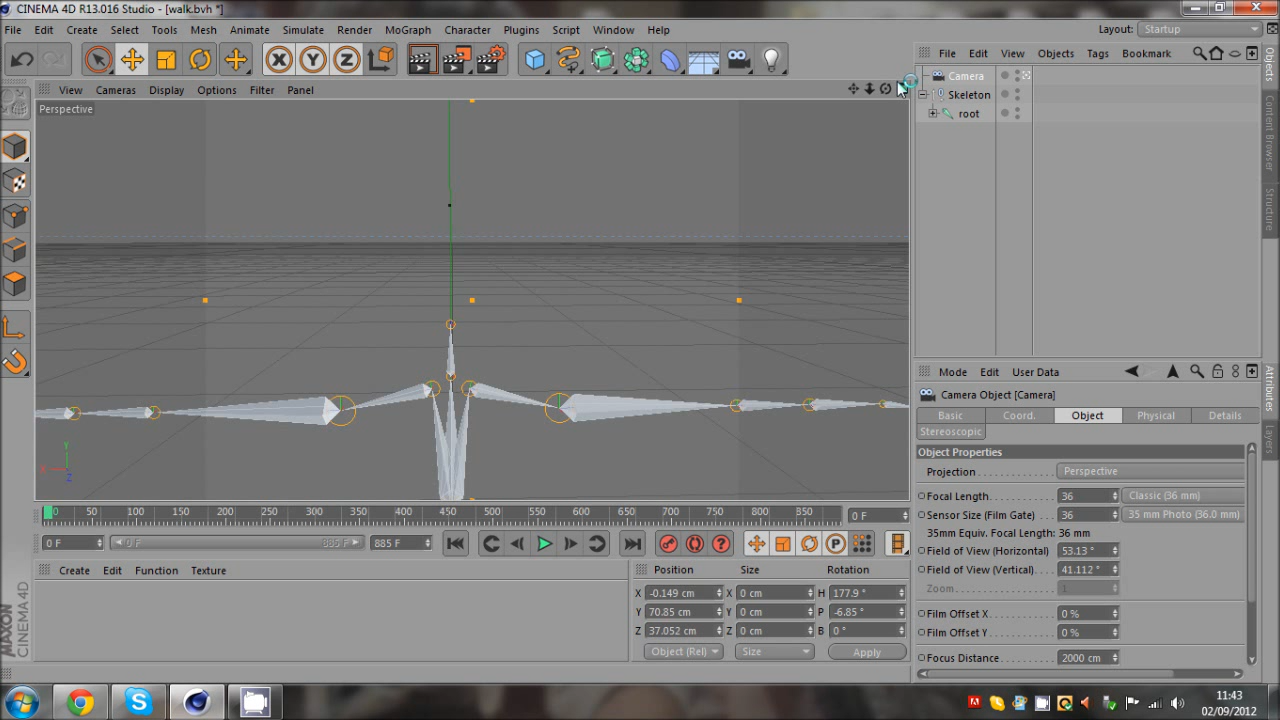 CINEMA 4D R13.016 Studio - [walk.bvh *]
File Edit Create Select Tools Mesh Animate Simulate Render MoGraph Character Plugins Script Window Help Layout: Startup
File Edit View Objects Tags Bookmark
View Cameras Display Options Filter Panel
Perspective
Camera
Skeleton
root
Objects
Content Browser
Structure
Y
X
Z
Mode Edit User Data
Camera Object [Camera]
Basic Coord. Object Physical Details
Stereoscopic
Object Properties
Projection Perspective
Focal Length 36 Classic (36 mm)
Sensor Size (Film Gate) 36 35 mm Photo (36.0 mm)
35mm Equiv. Focal Length: 36 mm
Field of View (Horizontal) 53.13 °
Field of View (Vertical) 41.112 °
Zoom 1
Film Offset X 0 %
Film Offset Y 0 %
Focus Distance 2000 cm
Attributes
Layers
0 50 100 150 200 250 300 350 400 450 500 550 600 650 700 750 800 850 0 F
0 F 0 F 885 F 885 F
Create Edit Function Texture
Position Size Rotation
X -0.149 cm X 0 cm H 177.9 °
Y 70.85 cm Y 0 cm P -6.85 °
Z 37.052 cm Z 0 cm B 0 °
Object (Rel) Size Apply
MAXON
CINEMA 4D
11:43
02/09/2012